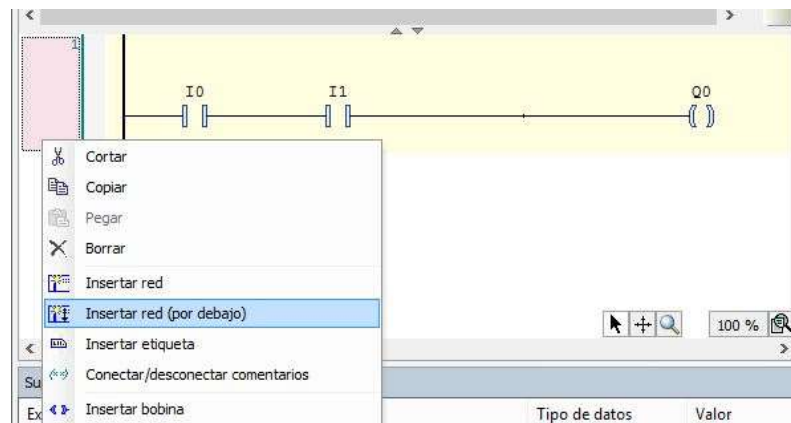 1
I0 I1 Q0
Cortar
Copiar
Pegar
Borrar
Insertar red
Insertar red (por debajo)
100 %
Insertar etiqueta
Conectar/desconectar comentarios
Su
Insertar bobina
Ex
Tipo de datos Valor